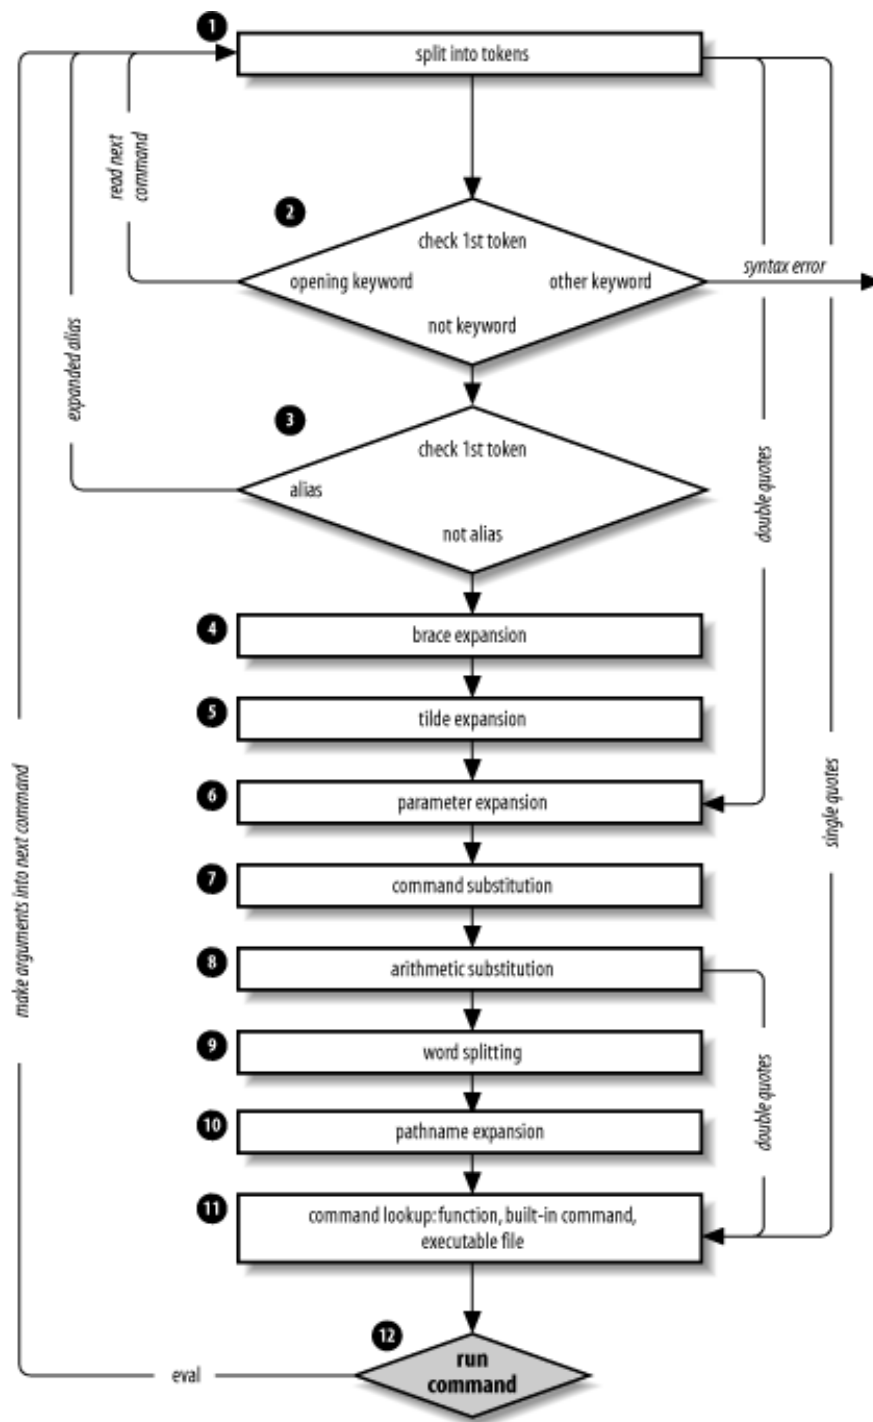 1
split into tokens
read next
command
2
check 1st token
opening keyword
other keyword
not keyword
syntax error
expanded alias
3
check 1st token
alias
not alias
double quotes
4
brace expansion
5
tilde expansion
6
parameter expansion
single quotes
make arguments into next command
7
command substitution
8
arithmetic substitution
9
word splitting
double quotes
10
pathname expansion
11
command lookup: function, built-in command,
executable file
12
run
command
eval